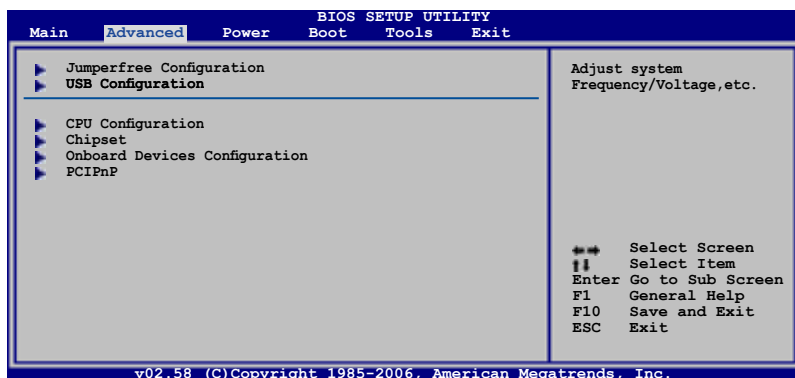 BIOS SETUP UTILITY
Main Advanced Power Boot Tools Exit
Jumperfree Configuration
USB Configuration
CPU Configuration
Chipset
Onboard Devices Configuration
PCIPnP
Adjust system
Frequency/Voltage,etc.
Select Screen
Select Item
Enter Go to Sub Screen
F1 General Help
F10 Save and Exit
ESC Exit
v02.58 (C)Copyright 1985-2006, American Megatrends, Inc.